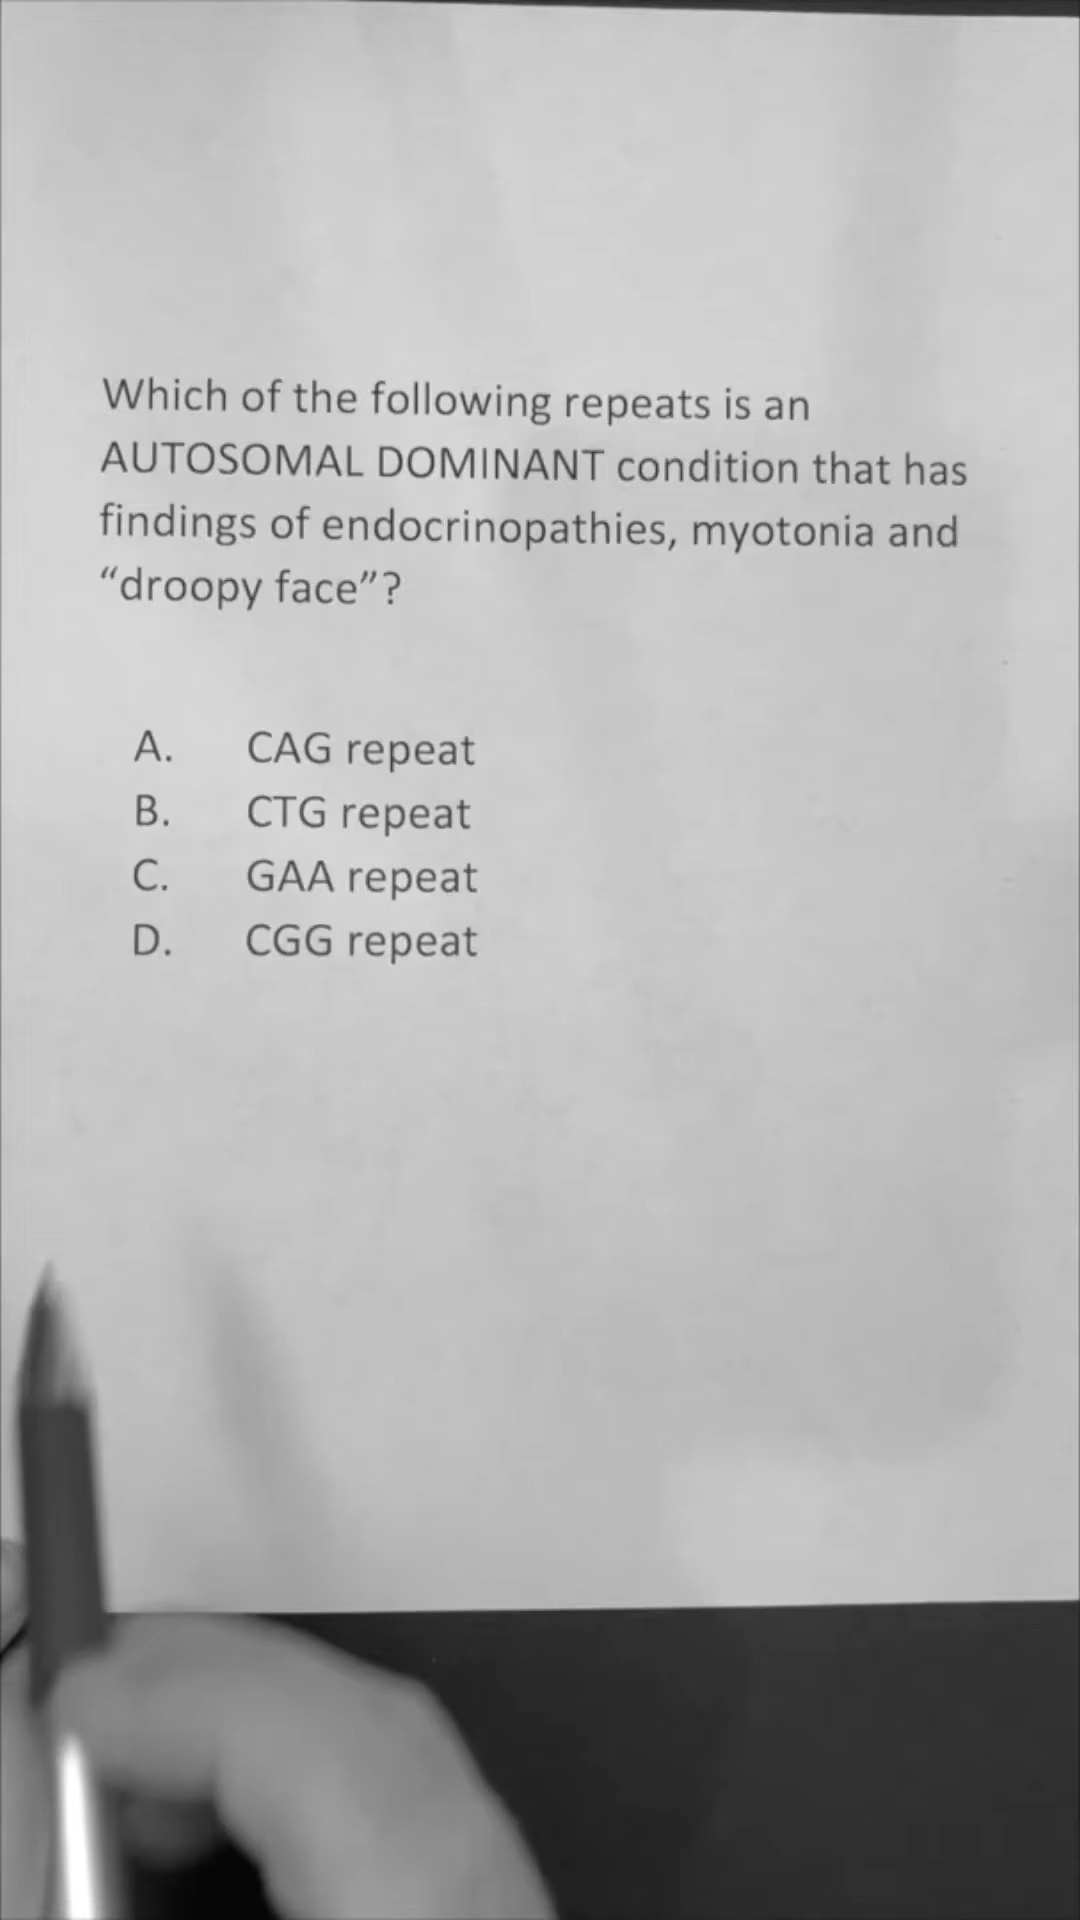 Which of the following repeats is an
AUTOSOMAL DOMINANT condition that has
findings of endocrinopathies, myotonia and
“droopy face”?
A. CAG repeat
B. CTG repeat
C. GAA repeat
D. CGG repeat